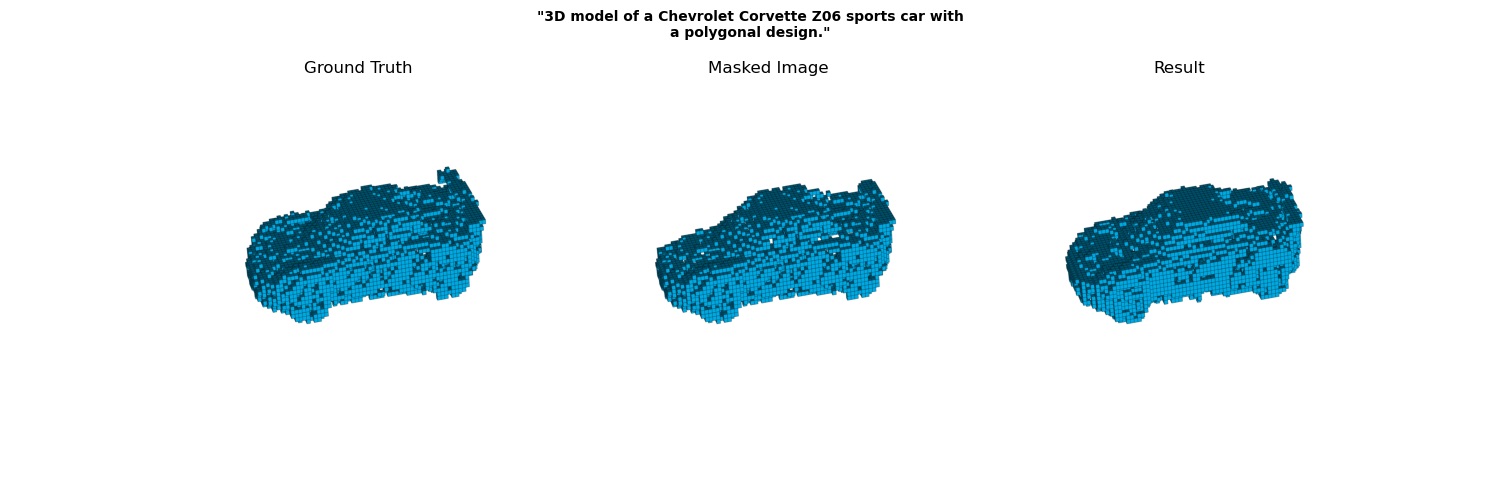 "3D model of a Chevrolet Corvette Z06 sports car with
a polygonal design."
Ground Truth
Masked Image
Result